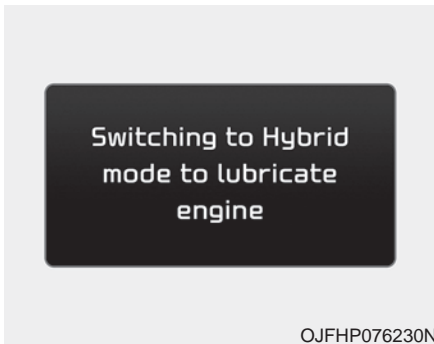 Switching to Hybrid
mode to lubricate
engine
OJFHP076230N